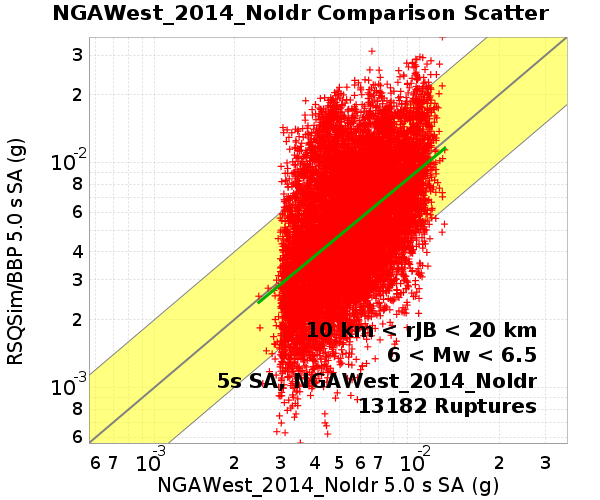 NGAWest_2014_NoIdr Comparison Scatter
RSQSim/BBP 5.0 s SA (g)
3
2
10-2
8
6
4
3
2
10-3
8
6
10 km < rJB < 20 km
6 < Mw < 6.5
5s SA, NGAWest_2014_NoIdr
13182 Ruptures
6 7 10-3 2 3 4 5 6 10-2 2 3
NGAWest_2014_NoIdr 5.0 s SA (g)